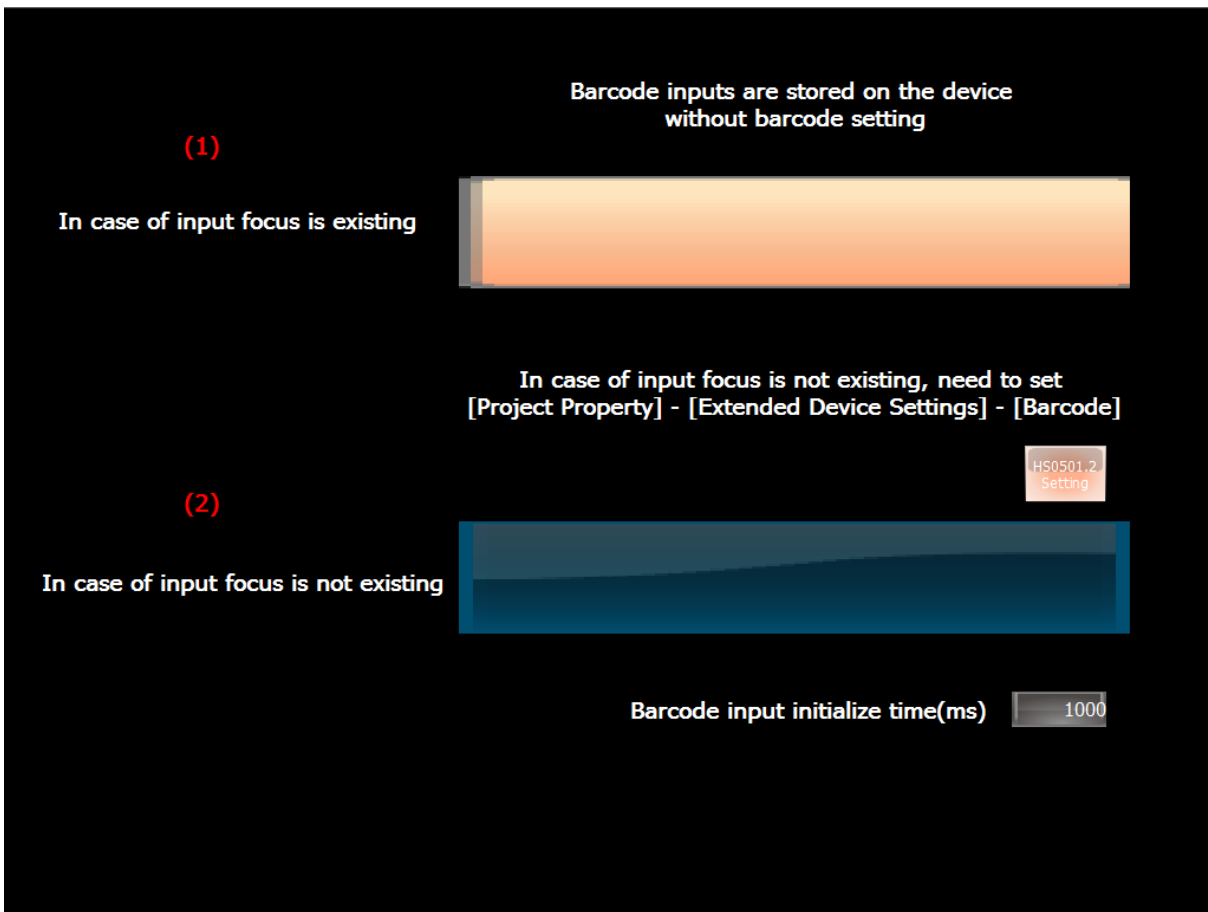 Barcode inputs are stored on the device
without barcode setting
(1)
In case of input focus is existing
In case of input focus is not existing, need to set
[Project Property] - [Extended Device Settings] - [Barcode]
HS0501.2
Setting
(2)
In case of input focus is not existing
Barcode input initialize time(ms)
1000